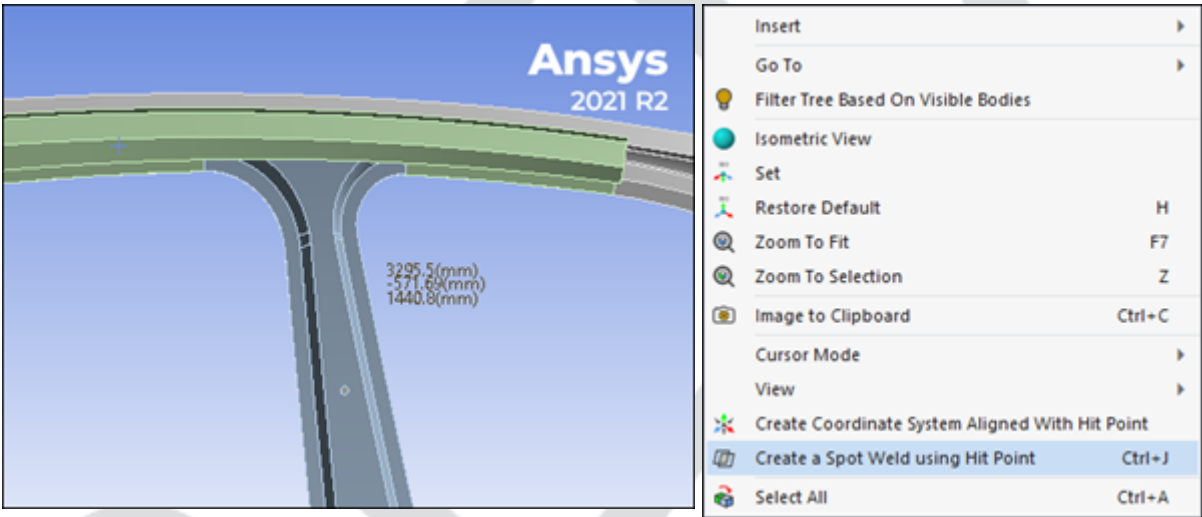 Ansys
2021 R2
3295.5(mm)
-571.69(mm)
1440.8(mm)
Insert
Go To
Filter Tree Based On Visible Bodies
Isometric View
Set
Restore Default H
Zoom To Fit F7
Zoom To Selection Z
Image to Clipboard Ctrl+C
Cursor Mode
View
Create Coordinate System Aligned With Hit Point
Create a Spot Weld using Hit Point Ctrl+J
Select All Ctrl+A